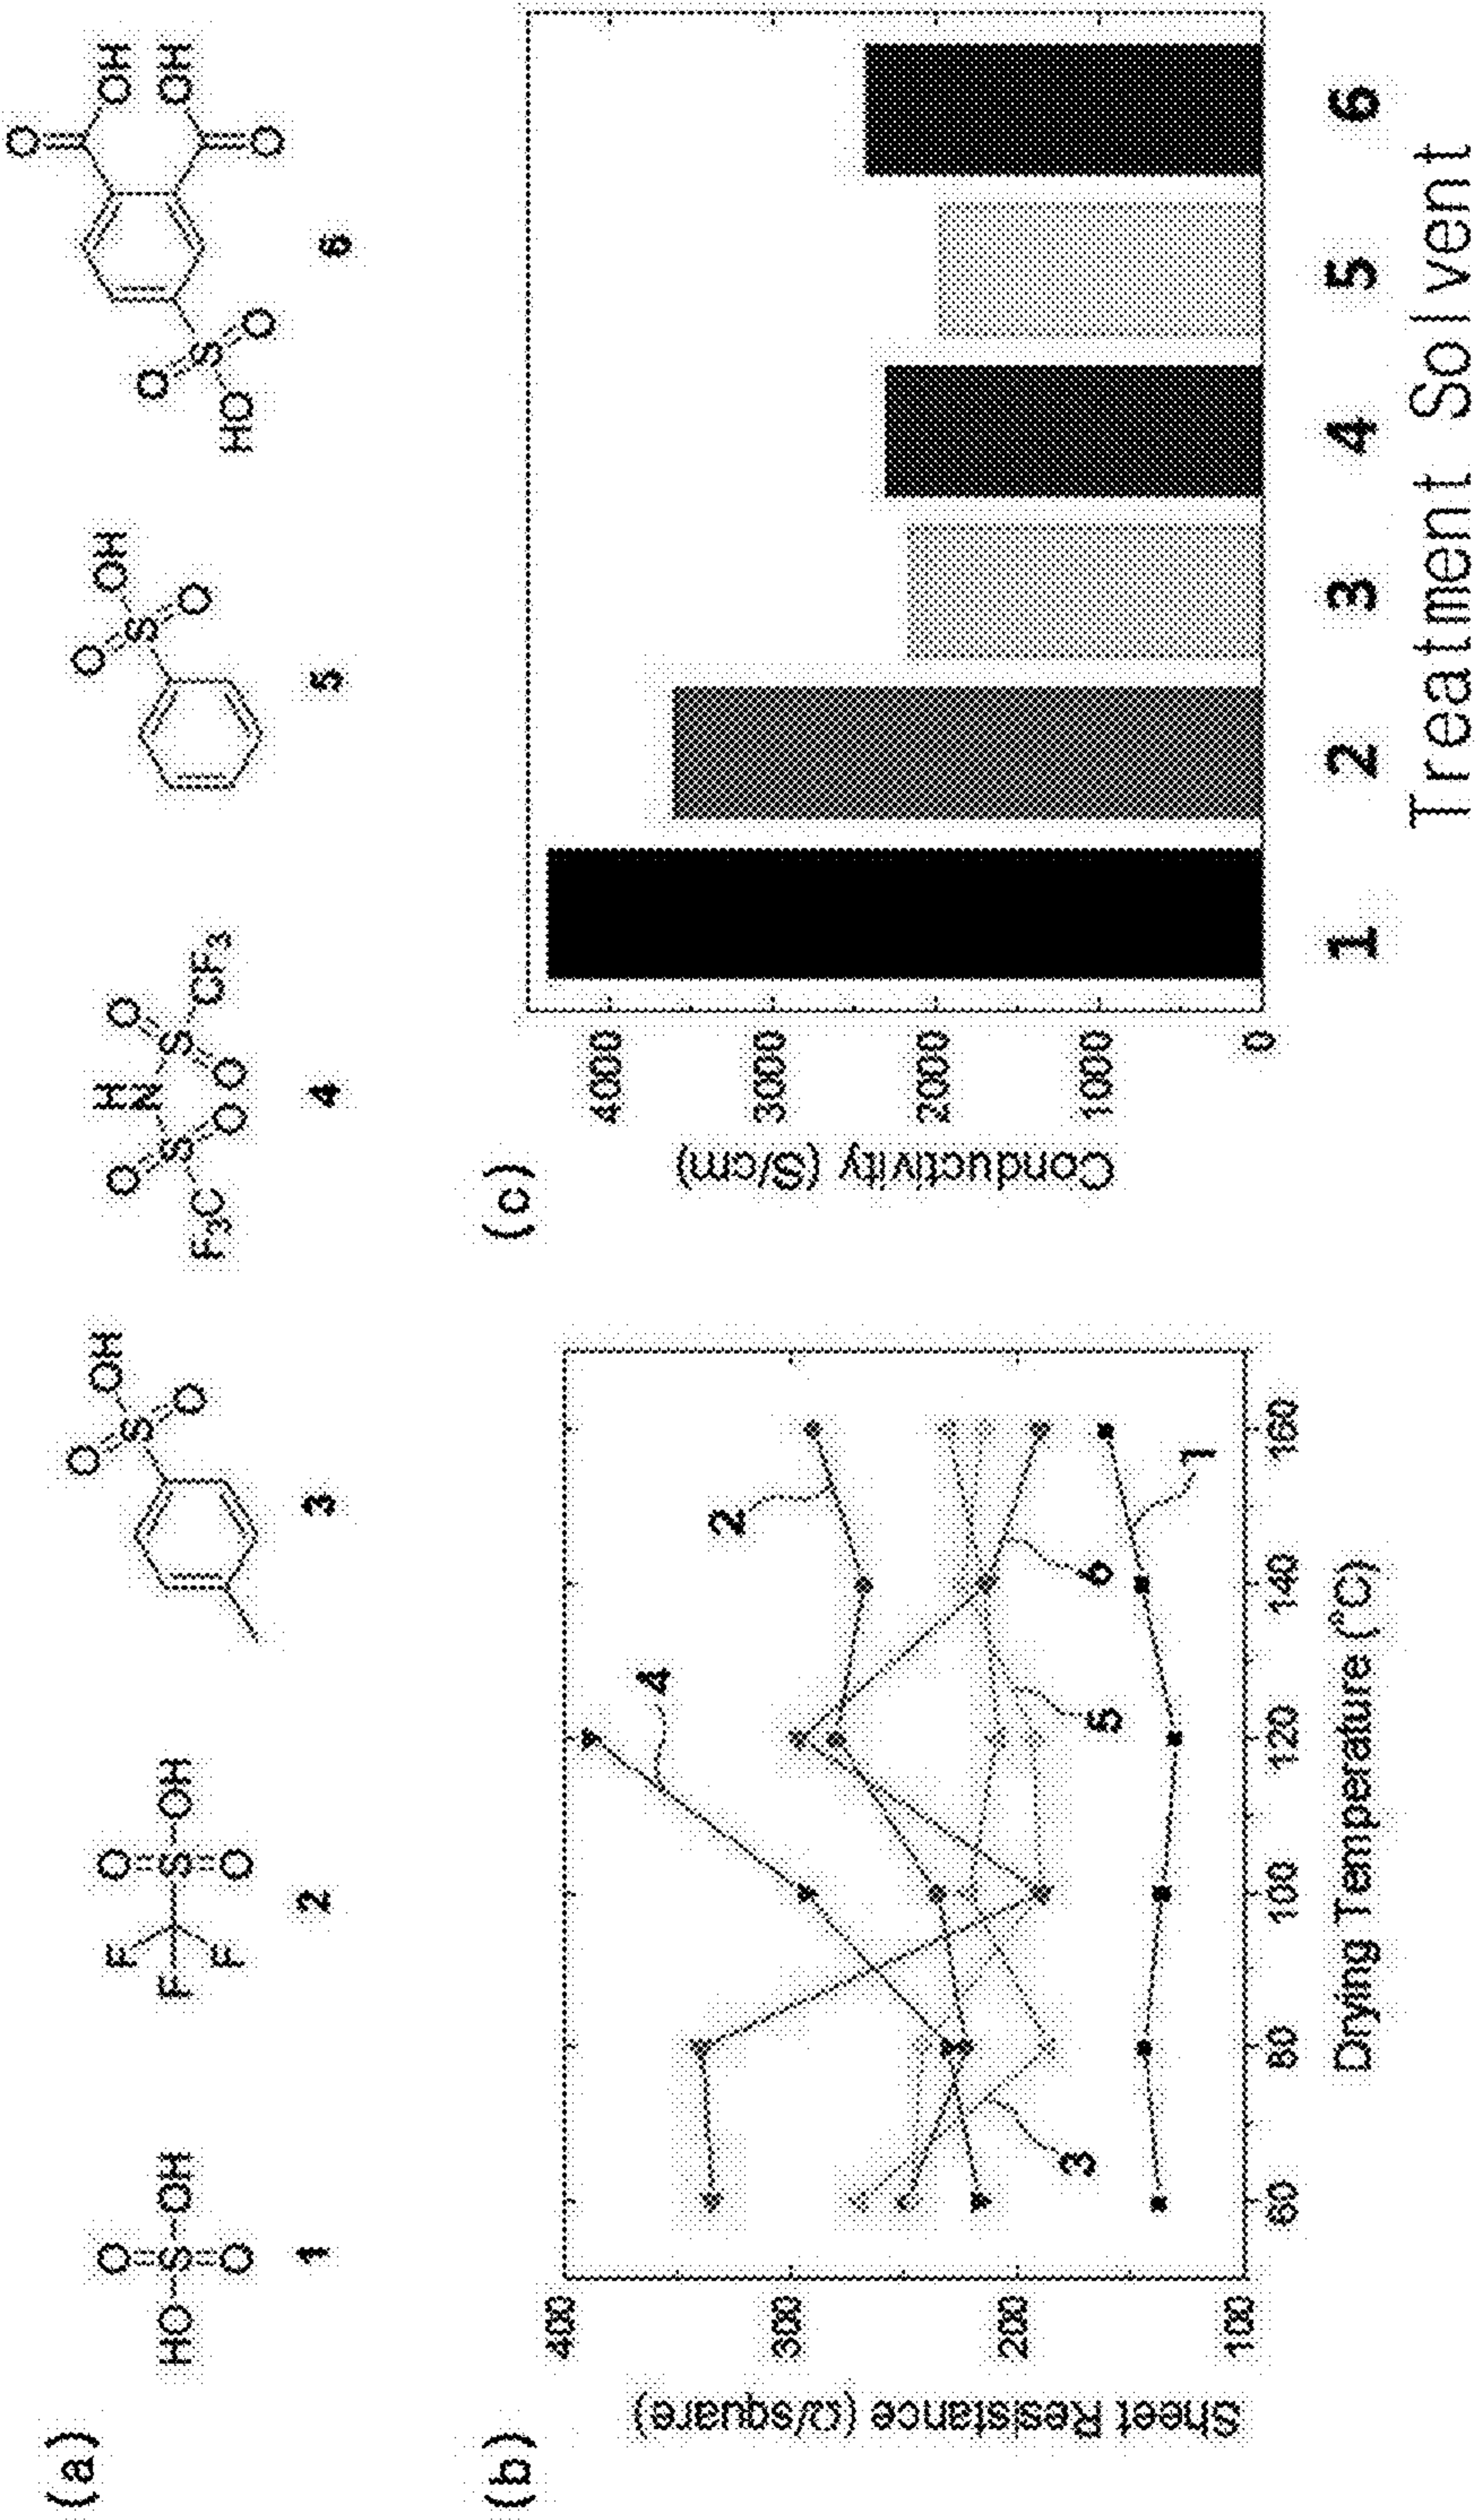 (a)
HO S OH O O
1
F F F S O O OH
2
O S OH O
3
O H O
F3C S N S CF3
O O
4
O S OH O
5
O OH OH O
O S O HO
6
(b)
Sheet Resistance (Ω/square)
400
300
200
100
60 80 100 120 140 160
Drying Temperature (°C)
4
2
3
5
6
1
(c)
Conductivity (S/cm)
4000
3000
2000
1000
0
1 2 3 4 5 6
Treatment Solvent